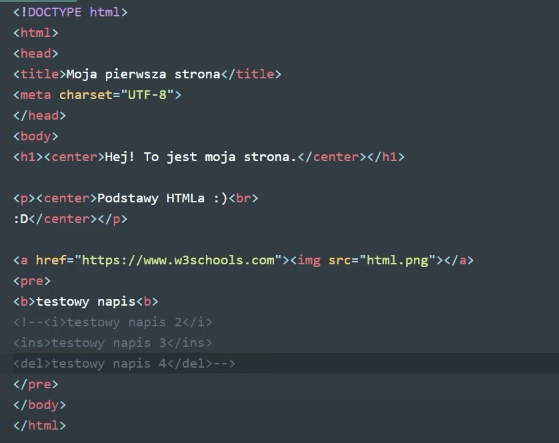 <!DOCTYPE html>
<html>
<head>
<title>Moja pierwsza strona</title>
<meta charset="UTF-8">
</head>
<body>
<h1><center>Hej! To jest moja strona.</center></h1>
<p><center>Podstawy HTMLa :)<br>
:D</center></p>
<a href="https://www.w3schools.com"><img src="html.png"></a>
<pre>
<b>testowy napis<b>
<!--<i>testowy napis 2</i>
<ins>testowy napis 3</ins>
<del>testowy napis 4</del>-->
</pre>
</body>
</html>